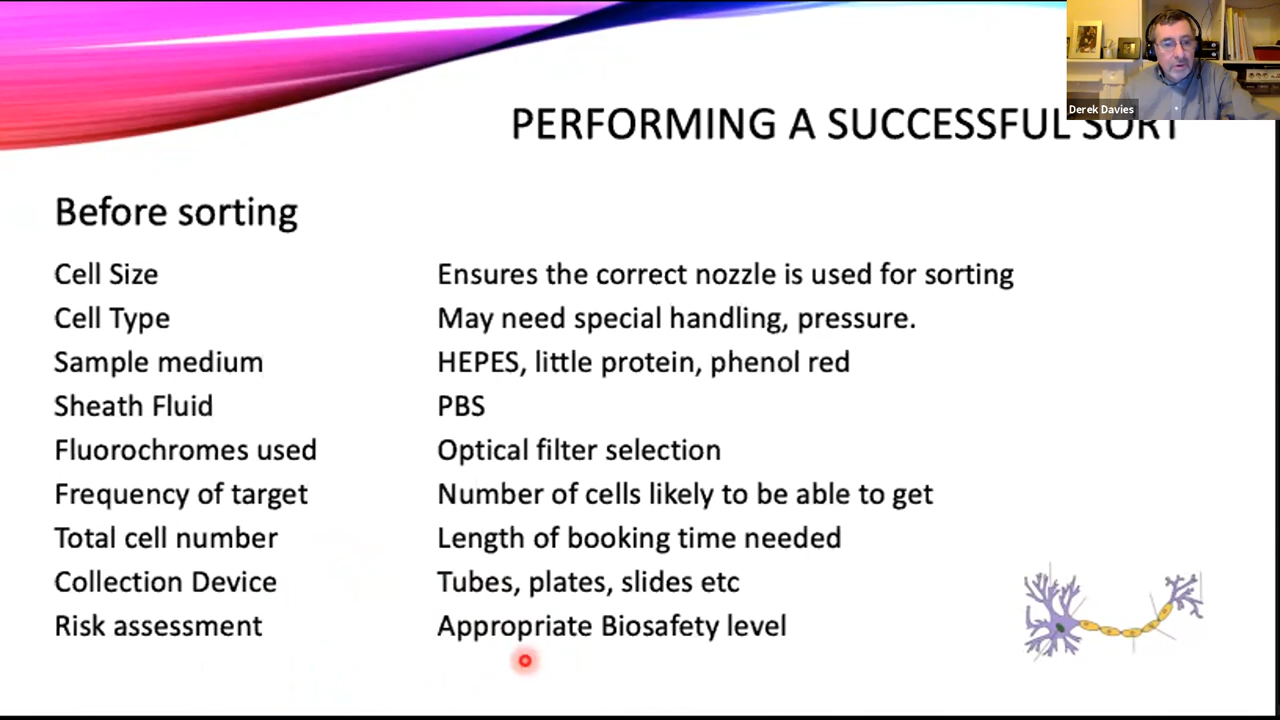 PERFORMING A SUCCESSFUL SORT
Derek Davies
Before sorting
Cell Size Ensures the correct nozzle is used for sorting
Cell Type May need special handling, pressure.
Sample medium HEPES, little protein, phenol red
Sheath Fluid PBS
Fluorochromes used Optical filter selection
Frequency of target Number of cells likely to be able to get
Total cell number Length of booking time needed
Collection Device Tubes, plates, slides etc
Risk assessment Appropriate Biosafety level